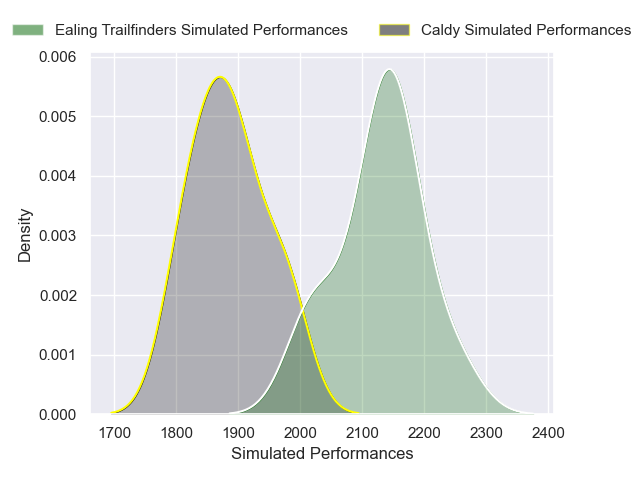 Ealing Trailfinders Simulated Performances Caldy Simulated Performances
0.006
0.005
0.004
0.003
0.002
0.001
0.000
Density
1700 1800 1900 2000 2100 2200 2300 2400
Simulated Performances